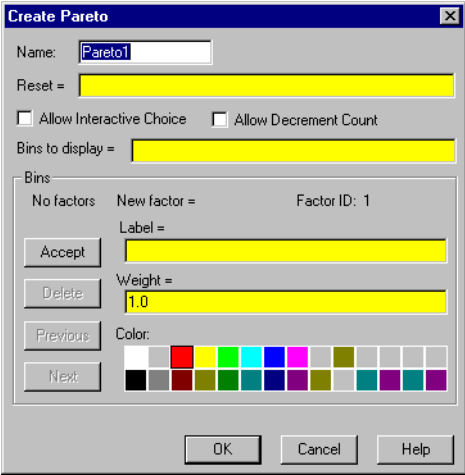 Create Pareto
Name: Pareto1
Reset =
Allow Interactive Choice Allow Decrement Count
Bins to display =
Bins
No factors New factor = Factor ID: 1
Label =
Accept
Weight =
Delete 1.0
Previous Color:
Next
OK Cancel Help